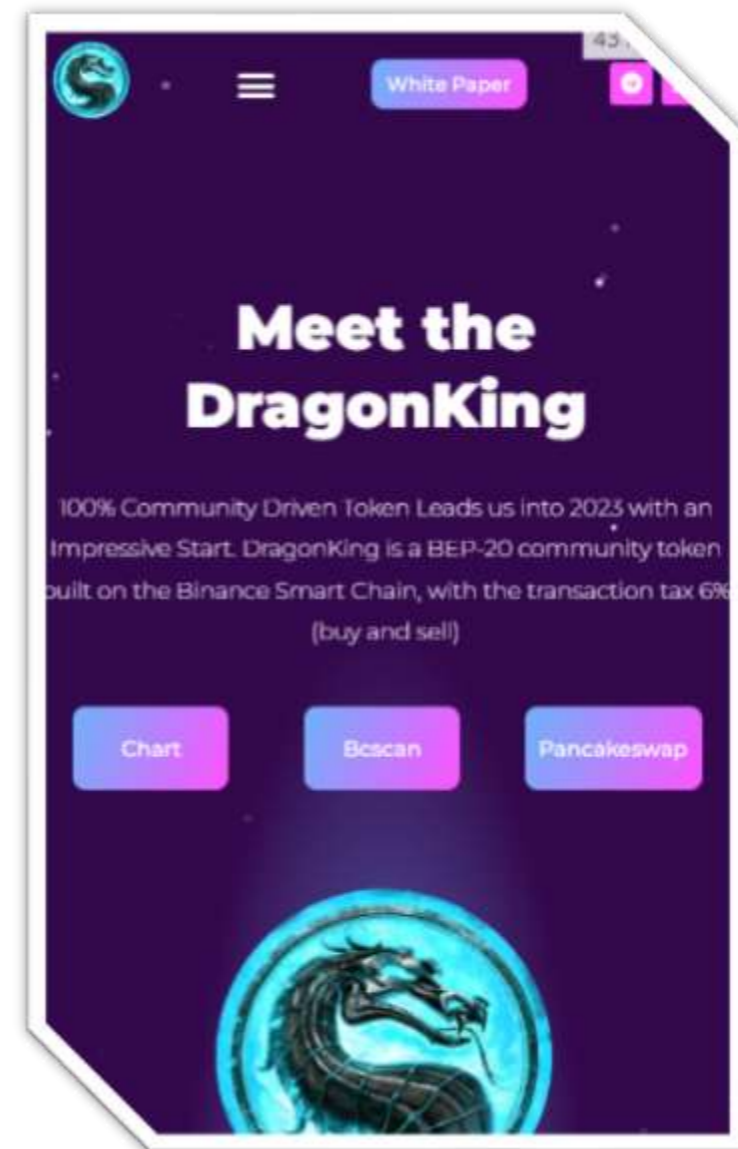 White Paper
Meet the
DragonKing
100% Community Driven Token Leads us into 2023 with an
Impressive Start. DragonKing is a BEP-20 community token
built on the Binance Smart Chain, with the transaction tax 6%
(buy and sell)
Chart
Bcscan
Pancakeswap